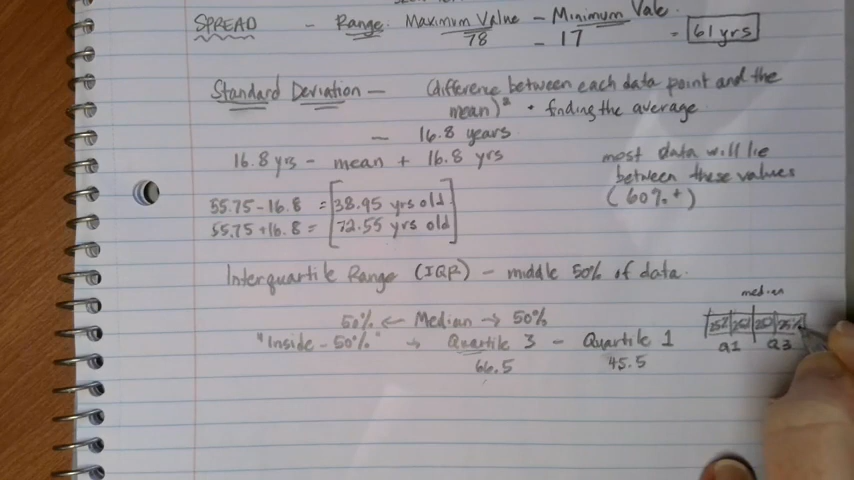 SPREAD - Range. Maximum Value - Minimum Vale.
78 - 17 = 61 yrs
Standard Deviation - (difference between each data point and the
mean)² + finding the average
- 16.8 years
16.8 yrs - mean + 16.8 yrs
most data will lie
between these values
(60% +)
55.75 - 16.8 = 38.95 yrs old
55.75 + 16.8 = 72.55 yrs old
Interquartile Range (IQR) - middle 50% of data.
median
50% ← Median → 50%
25% 25%
"Inside - 50%" → Quartile 3 - Quartile 1
Q1 Q3
66.5 45.5